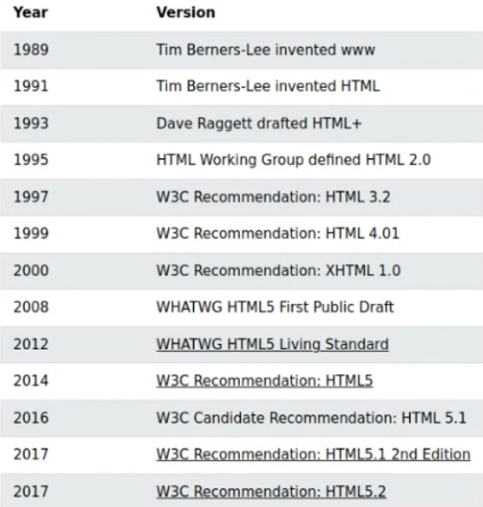 Year Version
1989 Tim Berners-Lee invented www
1991 Tim Berners-Lee invented HTML
1993 Dave Raggett drafted HTML+
1995 HTML Working Group defined HTML 2.0
1997 W3C Recommendation: HTML 3.2
1999 W3C Recommendation: HTML 4.01
2000 W3C Recommendation: XHTML 1.0
2008 WHATWG HTML5 First Public Draft
2012 WHATWG HTML5 Living Standard
2014 W3C Recommendation: HTML5
2016 W3C Candidate Recommendation: HTML 5.1
2017 W3C Recommendation: HTML5.1 2nd Edition
2017 W3C Recommendation: HTML5.2